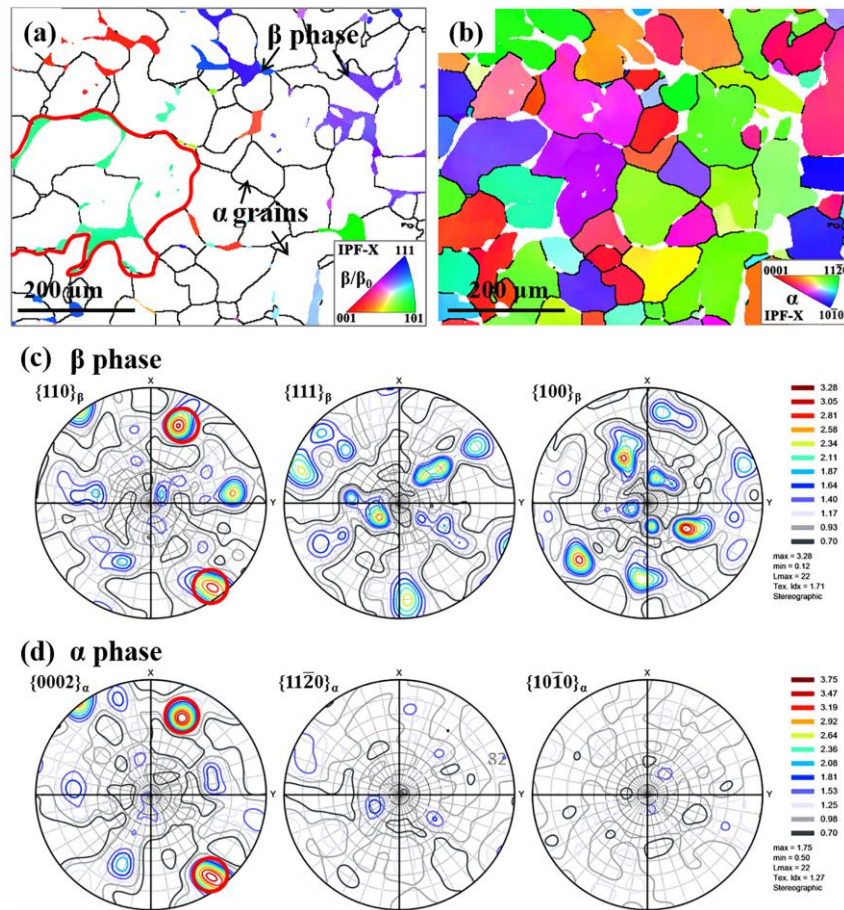 (a)
β phase
α grains
200 μm
IPF-X 111
β/β₀
001 101
(b)
200 μm
0001 112̄0
α
IPF-X 101̄0
(c) β phase
{110}β
X
Y
{111}β
X
Y
{100}β
X
Y
3.28
3.05
2.81
2.58
2.34
2.11
1.87
1.64
1.40
1.17
0.93
0.70
max = 3.28
min = 0.12
Lmax = 22
Tex. Idx = 1.71
Stereographic
(d) α phase
{0002}α
X
Y
{112̄0}α
X
82
Y
{101̄0}α
X
Y
3.75
3.47
3.19
2.92
2.64
2.36
2.08
1.81
1.53
1.25
0.98
0.70
max = 1.75
min = 0.50
Lmax = 22
Tex. Idx = 1.27
Stereographic